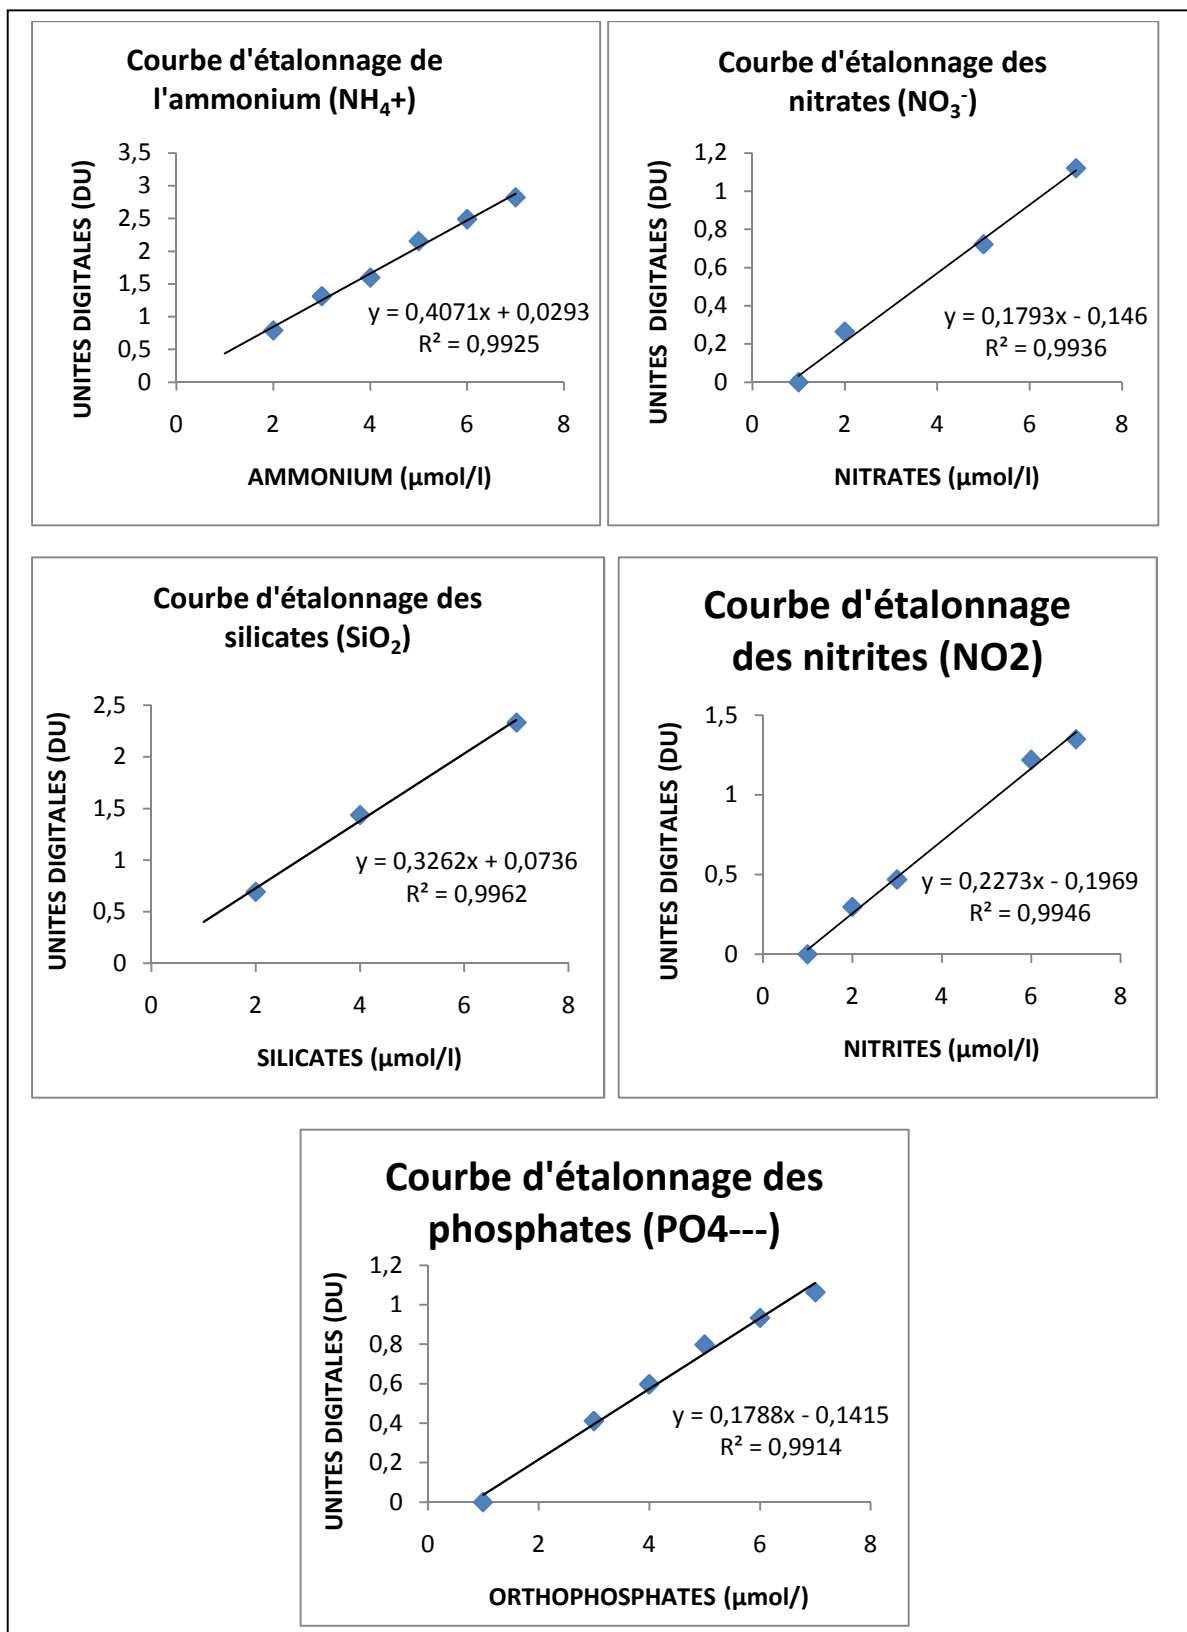 Courbe d'étalonnage de
l'ammonium (NH₄+)
UNITES DIGITALES (DU)
3,5
3
2,5
2
1,5
1
0,5
0
y = 0,4071x + 0,0293
R² = 0,9925
0 2 4 6 8
AMMONIUM (µmol/l)
Courbe d'étalonnage des
nitrates (NO₃⁻)
UNITES DIGITALES (DU)
1,2
1
0,8
0,6
0,4
0,2
0
y = 0,1793x - 0,146
R² = 0,9936
0 2 4 6 8
NITRATES (µmol/l)
Courbe d'étalonnage des
silicates (SiO₂)
UNITES DIGITALES (DU)
2,5
2
1,5
1
0,5
0
y = 0,3262x + 0,0736
R² = 0,9962
0 2 4 6 8
SILICATES (µmol/l)
Courbe d'étalonnage
des nitrites (NO2)
UNITES DIGITALES (DU)
1,5
1
0,5
0
y = 0,2273x - 0,1969
R² = 0,9946
0 2 4 6 8
NITRITES (µmol/l)
Courbe d'étalonnage des
phosphates (PO4---)
UNITES DIGITALES (DU)
1,2
1
0,8
0,6
0,4
0,2
0
y = 0,1788x - 0,1415
R² = 0,9914
0 2 4 6 8
ORTHOPHOSPHATES (µmol/)